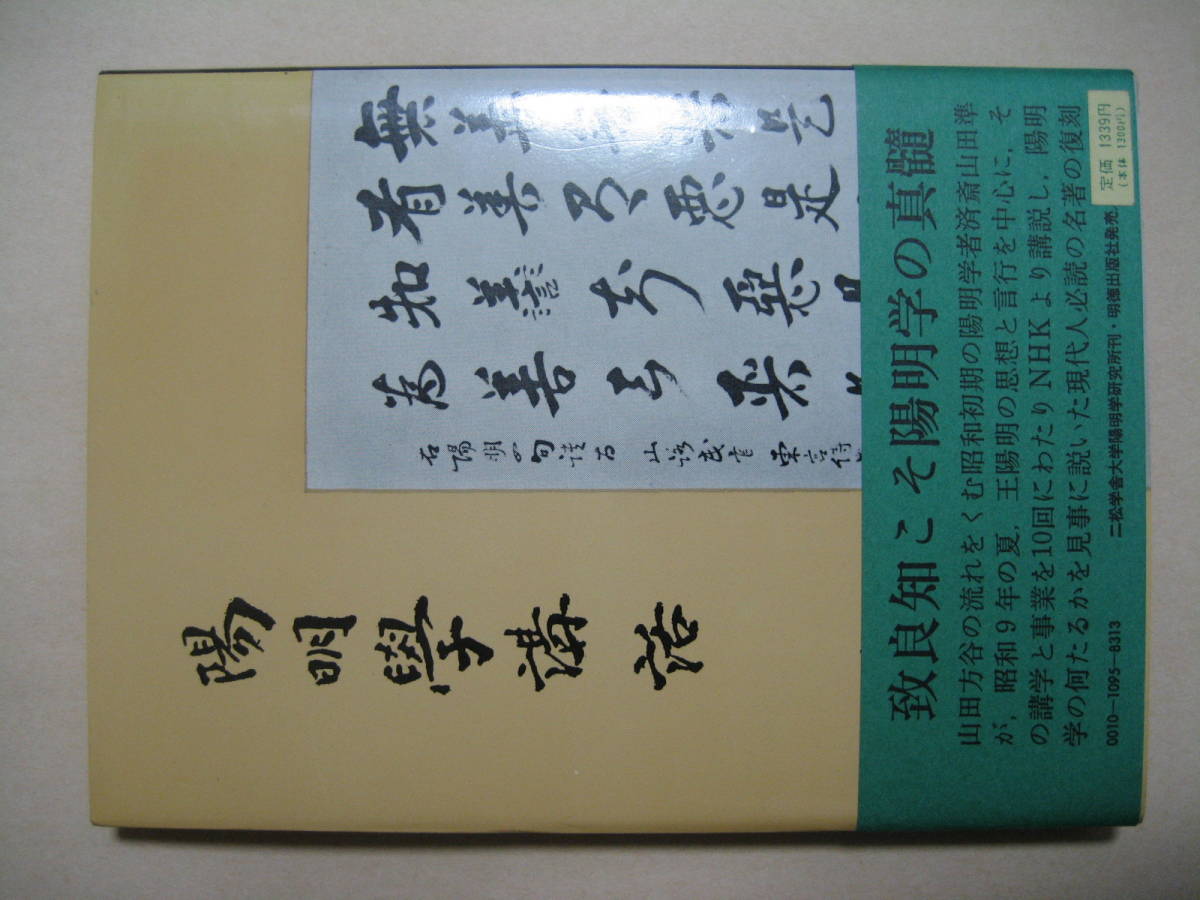 無善無悪是
有善有悪是
知善知悪
為善去悪
右陽明四句
陽明學講話
致良知こそ陽明学の真髄
山田方谷の流れをくむ昭和初期の陽明学者済斎山田準
が，昭和9年の夏，王陽明の思想と言行を中心に，そ
の講学と事業を10回にわたりNHKより講説し，陽明
学の何たるかを見事に説いた現代人必読の名著の復刻
0010-1095-8313
二松学舎大学陽明学研究所刊・明徳出版社発売
定価 1339円
(本体 1300円)